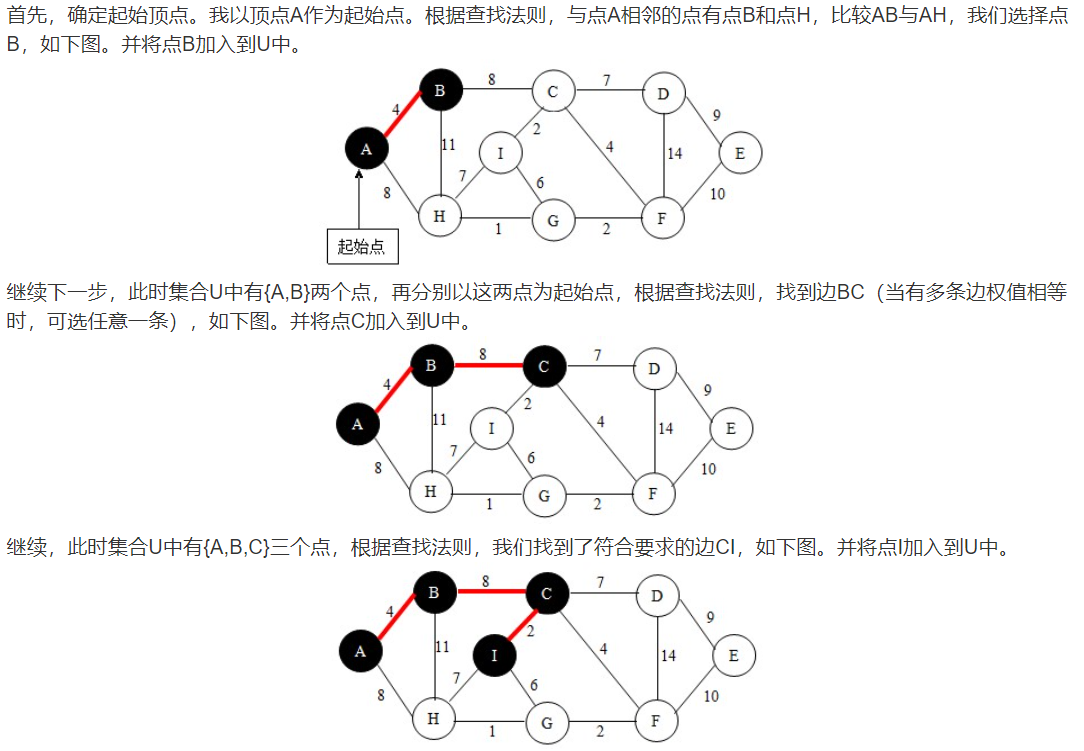 首先，确定起始顶点。我以顶点A作为起始点。根据查找法则，与点A相邻的点有点B和点H，比较AB与AH，我们选择点
B，如下图。并将点B加入到U中。
B 8 C 7 D
4 9
A 11 I 2 4 14 E
8 7 6 10
H 1 G 2 F
起始点
继续下一步，此时集合U中有{A,B}两个点，再分别以这两点为起始点，根据查找法则，找到边BC（当有多条边权值相等
时，可选任意一条），如下图。并将点C加入到U中。
B 8 C 7 D
4 9
A 11 I 2 4 14 E
8 7 6 10
H 1 G 2 F
继续，此时集合U中有{A,B,C}三个点，根据查找法则，我们找到了符合要求的边CI，如下图。并将点I加入到U中。
B 8 C 7 D
4 9
A 11 I 2 4 14 E
8 7 6 10
H 1 G 2 F